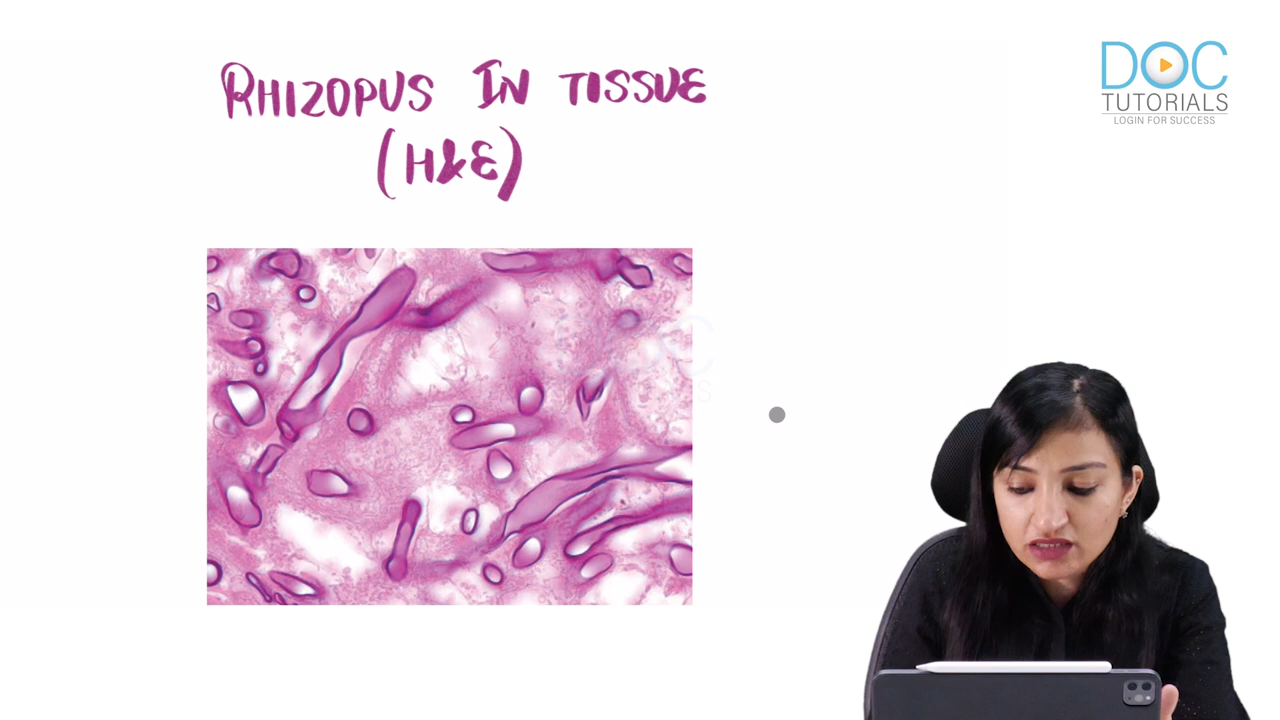 RHIZOPUS IN TISSUE
(H&E)
DOC
TUTORIALS
LOGIN FOR SUCCESS